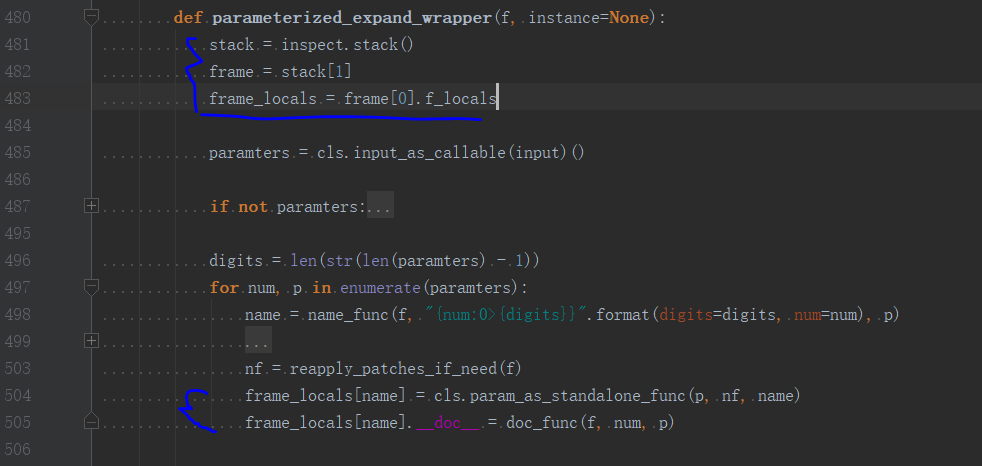 480 def parameterized_expand_wrapper(f, instance=None):
481 stack = inspect.stack()
482 frame = stack[1]
483 frame_locals = frame[0].f_locals
484
485 paramters = cls.input_as_callable(input)()
486
487 if not paramters:...
495
496 digits = len(str(len(paramters) - 1))
497 for num, p in enumerate(paramters):
498 name = name_func(f, "{num:0>{digits}}".format(digits=digits, num=num), p)
499 ...
503 nf = reapply_patches_if_need(f)
504 frame_locals[name] = cls.param_as_standalone_func(p, nf, name)
505 frame_locals[name].__doc__ = doc_func(f, num, p)
506